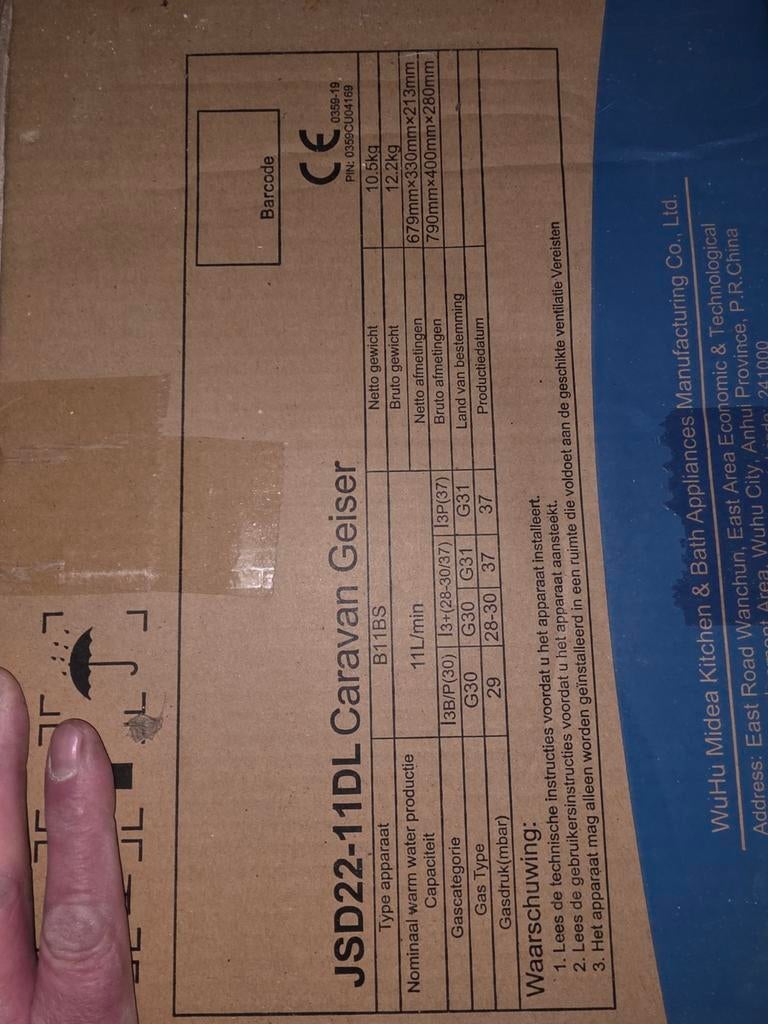 Barcode
CE 0359-19
PIN: 0359CU04169
JSD22-11DL Caravan Geiser
Type apparaat B11BS Netto gewicht 10.5kg
Nominaal warm water productie Capaciteit 11L/min Bruto gewicht 12.2kg
Netto afmetingen 679mm×330mm×213mm
Gascategorie I3B/P(30) I3+(28-30/37) I3P(37) Bruto afmetingen 790mm×400mm×280mm
Gas Type G30 G30 G31 G31 Land van bestemming
Gasdruk(mbar) 29 28-30 37 37 Productiedatum
Waarschuwing:
1. Lees de technische instructies voordat u het apparaat installeert.
2. Lees de gebruikersinstructies voordat u het apparaat aansteekt.
3. Het apparaat mag alleen worden geïnstalleerd in een ruimte die voldoet aan de geschikte ventilatie Vereisten
WuHu Midea Kitchen & Bath Appliances Manufacturing Co., Ltd.
Address: East Road Wanchun, East Area Economic & Technological
Area, Wuhu City, Anhui Province, P.R.China
241000